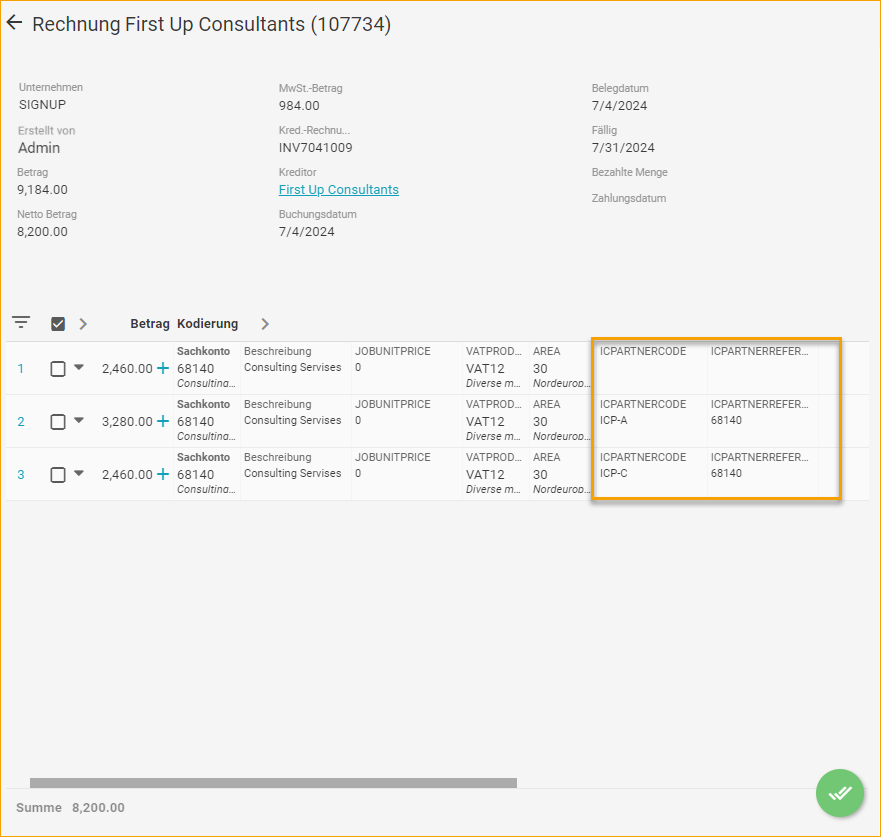 Rechnung First Up Consultants (107734)
Unternehmen
SIGNUP
MwSt.-Betrag
984.00
Belegdatum
7/4/2024
Erstellt von
Admin
Kred.-Rechnu...
INV7041009
Fällig
7/31/2024
Betrag
9,184.00
Kreditor
First Up Consultants
Bezahlte Menge
Netto Betrag
8,200.00
Buchungsdatum
7/4/2024
Zahlungsdatum
Betrag Kodierung
Sachkonto Beschreibung JOBUNITPRICE VATPROD... AREA ICPARTNERCODE ICPARTNERREFER...
1 2,460.00 + 68140 Consulting Servises 0 VAT12 30
Consulting... Diverse m... Nordeurop...
Sachkonto Beschreibung JOBUNITPRICE VATPROD... AREA ICPARTNERCODE ICPARTNERREFER...
2 3,280.00 + 68140 Consulting Servises 0 VAT12 30 ICP-A 68140
Consulting... Diverse m... Nordeurop...
Sachkonto Beschreibung JOBUNITPRICE VATPROD... AREA ICPARTNERCODE ICPARTNERREFER...
3 2,460.00 + 68140 Consulting Servises 0 VAT12 30 ICP-C 68140
Consulting... Diverse m... Nordeurop...
Summe 8,200.00